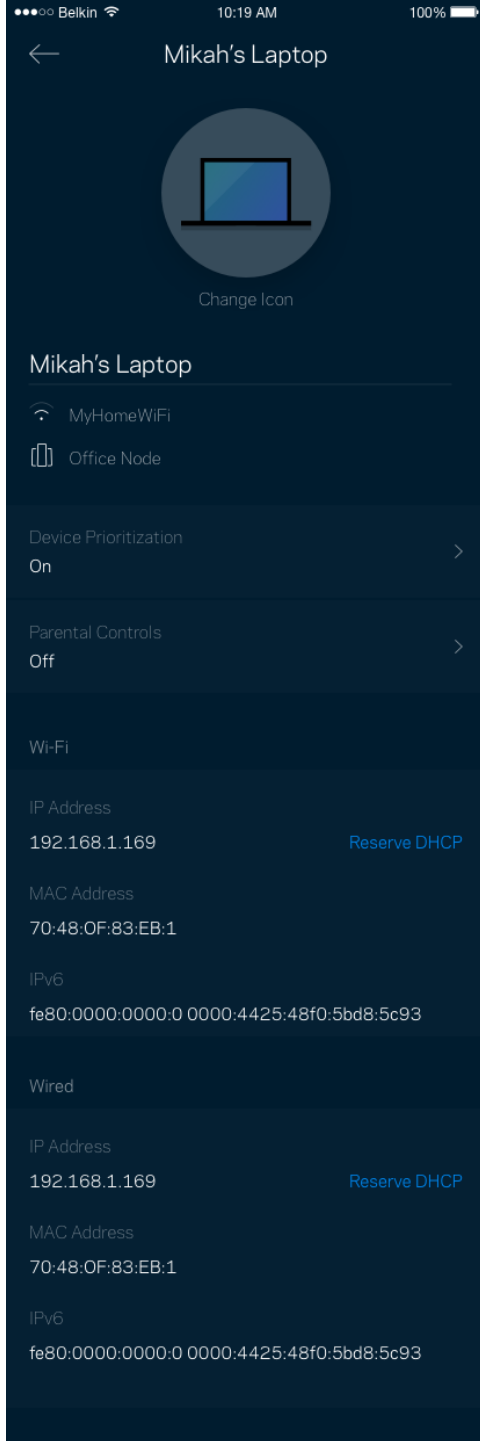 Belkin 10:19 AM 100%
Mikah's Laptop
Change Icon
Mikah's Laptop
MyHomeWiFi
Office Node
Device Prioritization
On
Parental Controls
Off
Wi-Fi
IP Address
192.168.1.169 Reserve DHCP
MAC Address
70:48:0F:83:EB:1
IPv6
fe80:0000:0000:0 0000:4425:48f0:5bd8:5c93
Wired
IP Address
192.168.1.169 Reserve DHCP
MAC Address
70:48:0F:83:EB:1
IPv6
fe80:0000:0000:0 0000:4425:48f0:5bd8:5c93